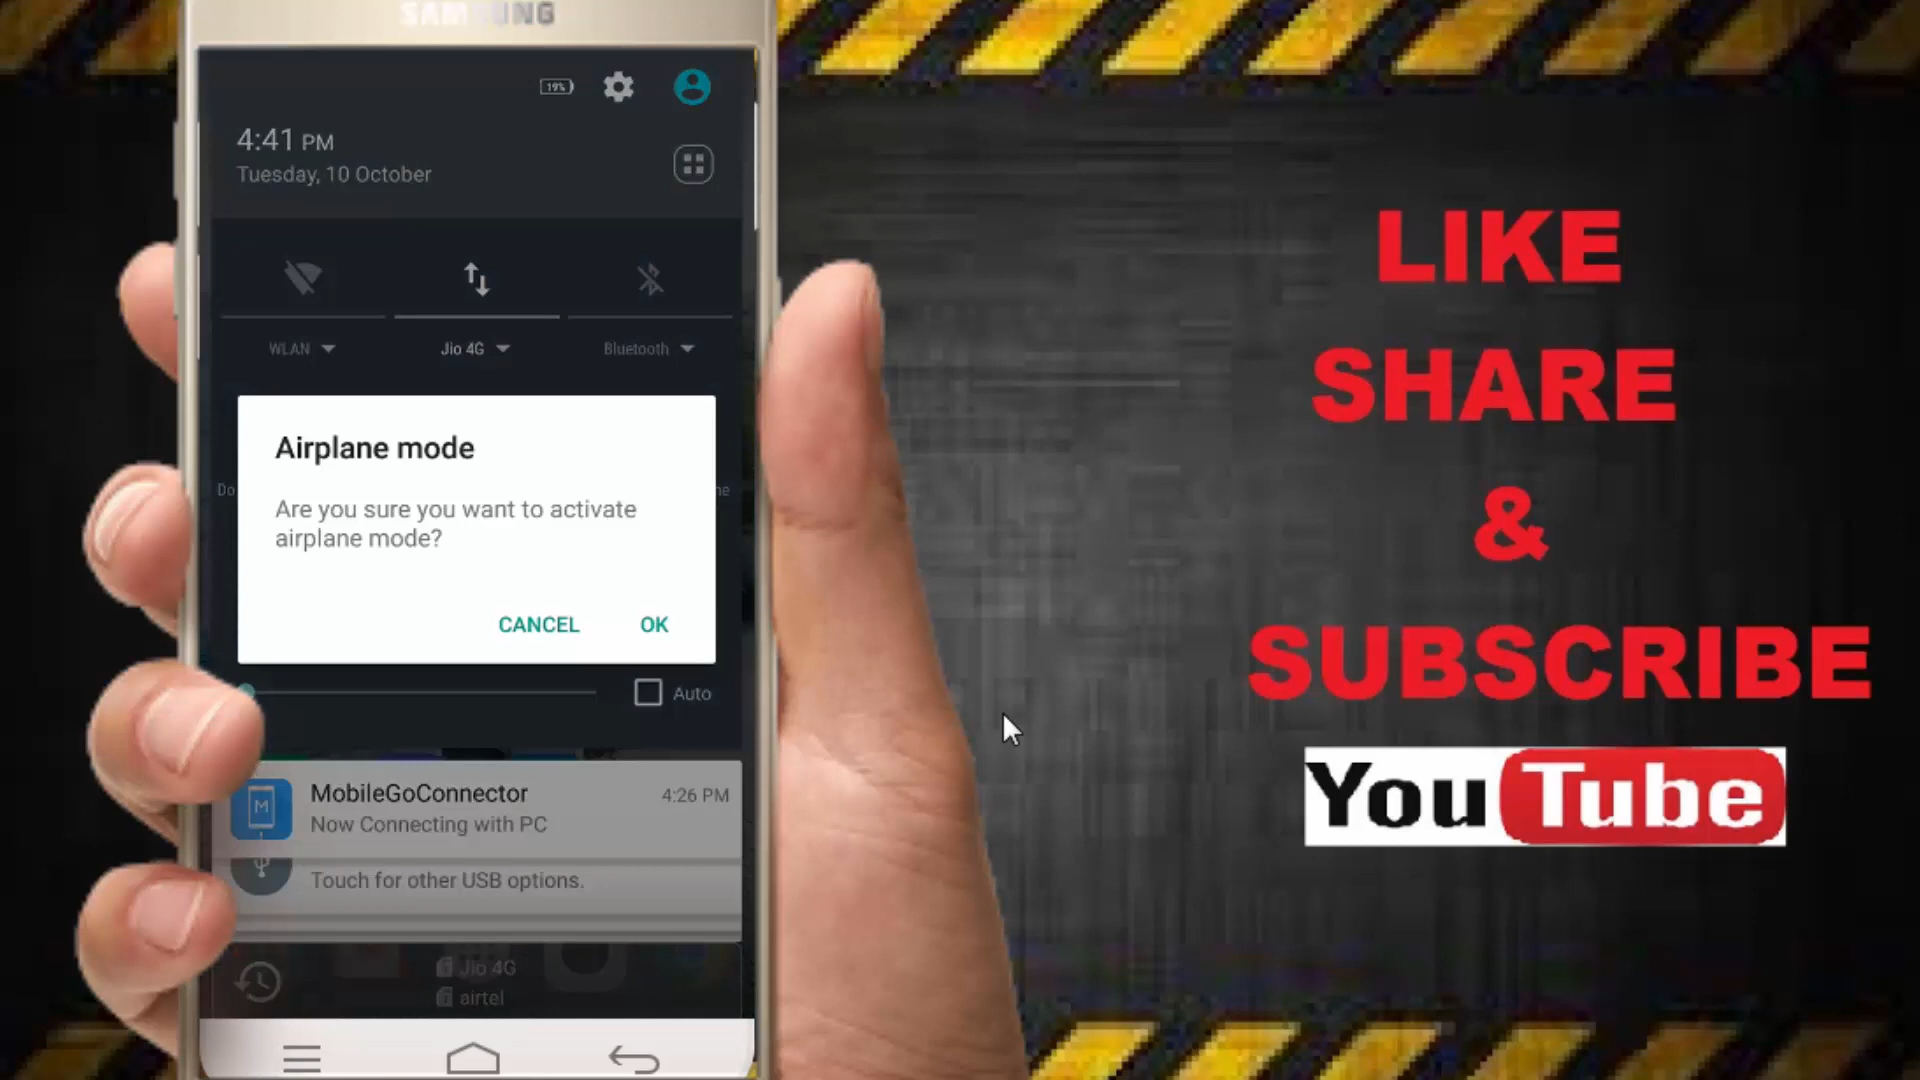 SAMSUNG
19%
4:41 PM
Tuesday, 10 October
WLAN
Jio 4G
Bluetooth
Airplane mode
Are you sure you want to activate
airplane mode?
CANCEL OK
Auto
MobileGoConnector 4:26 PM
Now Connecting with PC
Touch for other USB options.
Jio 4G
airtel
LIKE
SHARE
&
SUBSCRIBE
YouTube